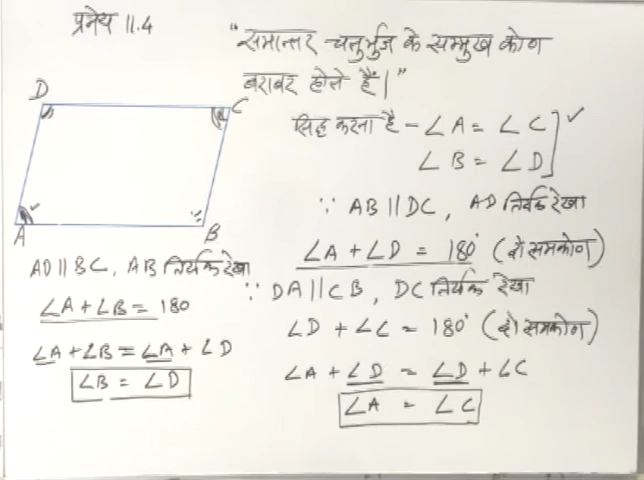 प्रमेय 11.4
"समान्तर चतुर्भुज के सम्मुख कोण
बराबर होते हैं।"
सिद्ध करना है - ∠A = ∠C
∠B = ∠D
D
C
A
B
∵ AB || DC, AD तिर्यक रेखा
∠A + ∠D = 180° (दो समकोण)
∵ DA || CB, DC तिर्यक रेखा
∠D + ∠C = 180° (दो समकोण)
∠A + ∠D = ∠D + ∠C
∠A = ∠C
AD || BC, AB तिर्यक रेखा
∠A + ∠B = 180
∠A + ∠B = ∠A + ∠D
∠B = ∠D